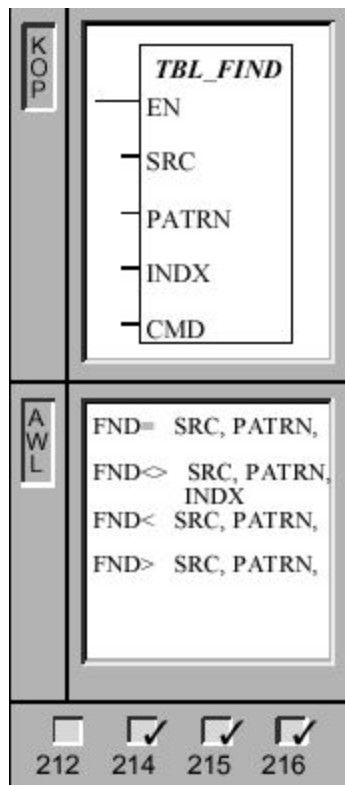 KOP
TBL_FIND
EN
SRC
PATRN
INDX
CMD
AWL
FND= SRC, PATRN,
FND<> SRC, PATRN,
INDX
FND< SRC, PATRN,
FND> SRC, PATRN,
212 214 215 216